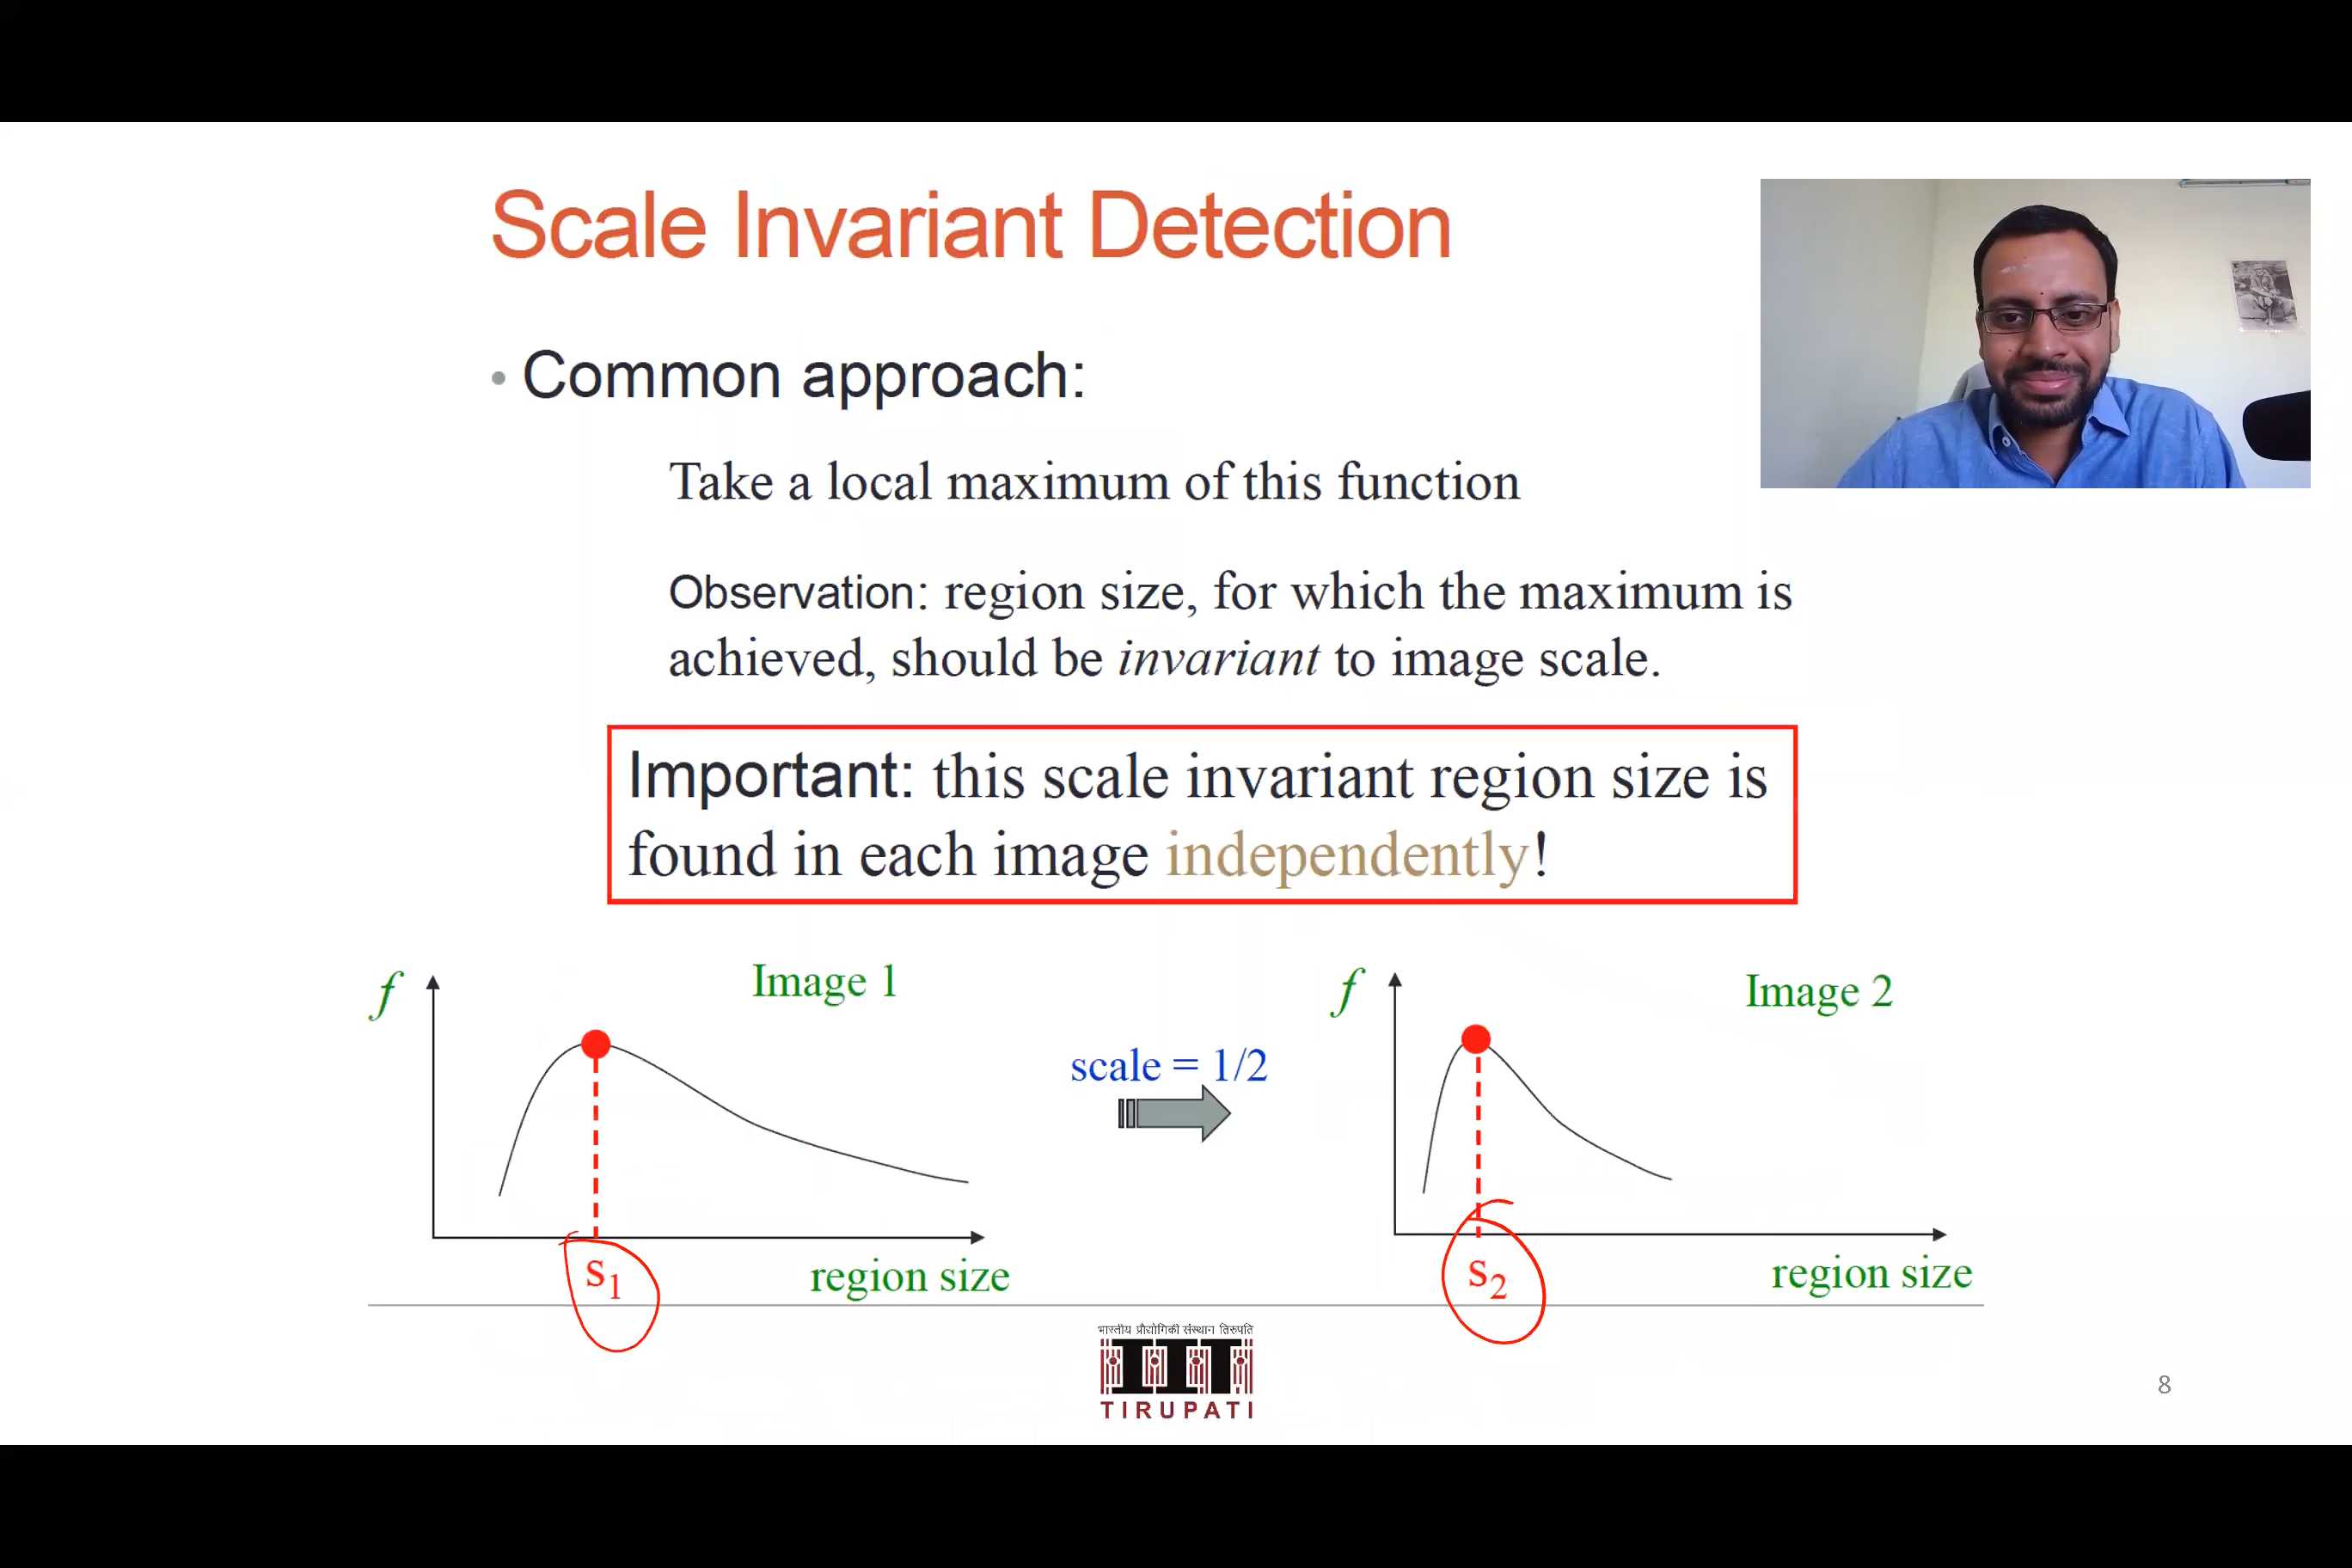 Scale Invariant Detection
• Common approach:
Take a local maximum of this function
Observation: region size, for which the maximum is
achieved, should be invariant to image scale.
Important: this scale invariant region size is
found in each image independently!
f
Image 1
s₁
region size
scale = 1/2
f
Image 2
s₂
region size
भारतीय प्रौद्योगिकी संस्थान तिरुपति
TIRUPATI
8